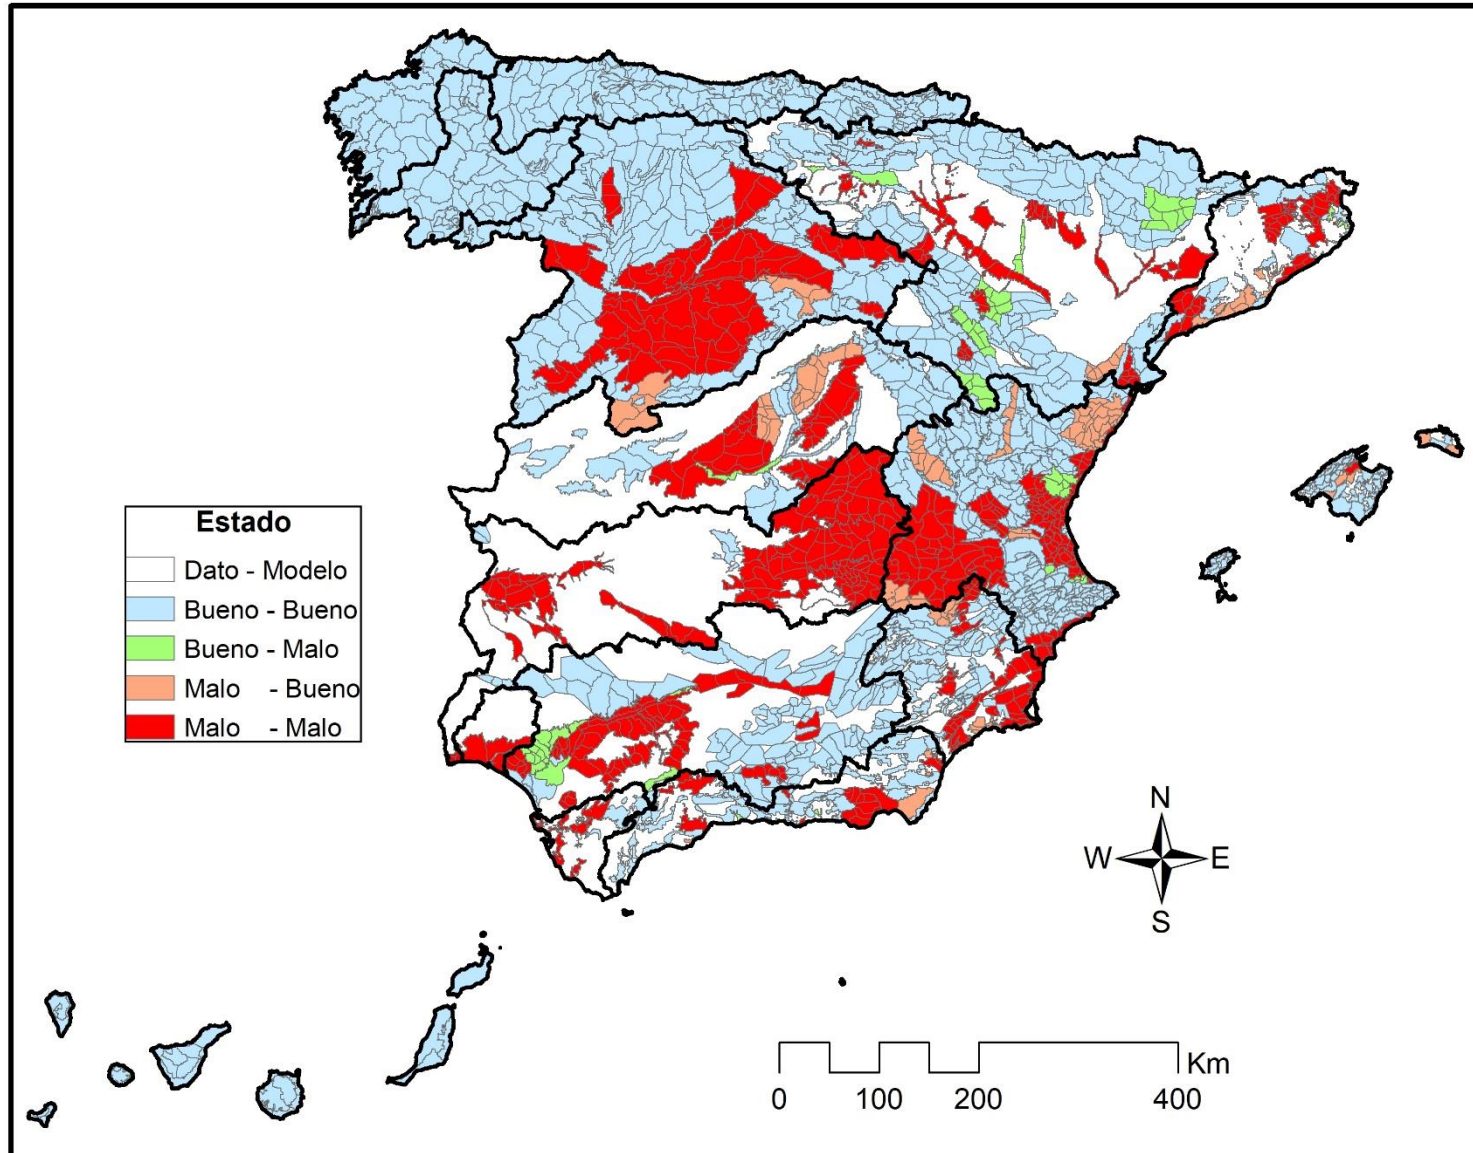 Estado
Dato - Modelo
Bueno - Bueno
Bueno - Malo
Malo - Bueno
Malo - Malo
N
W E
S
Km
0 100 200 400